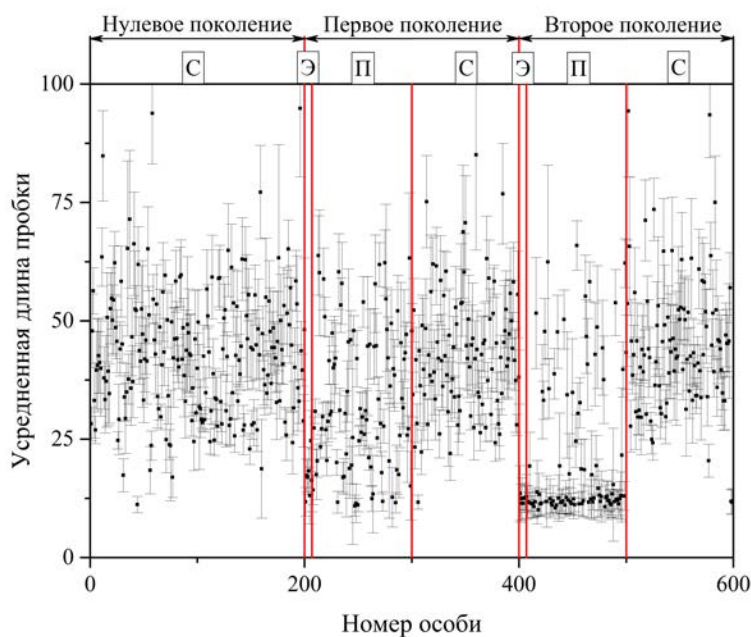 Нулевое поколение Первое поколение Второе поколение
С Э П С Э П С
100
75
50
25
0
0 200 400 600
Усредненная длина пробки
Номер особи